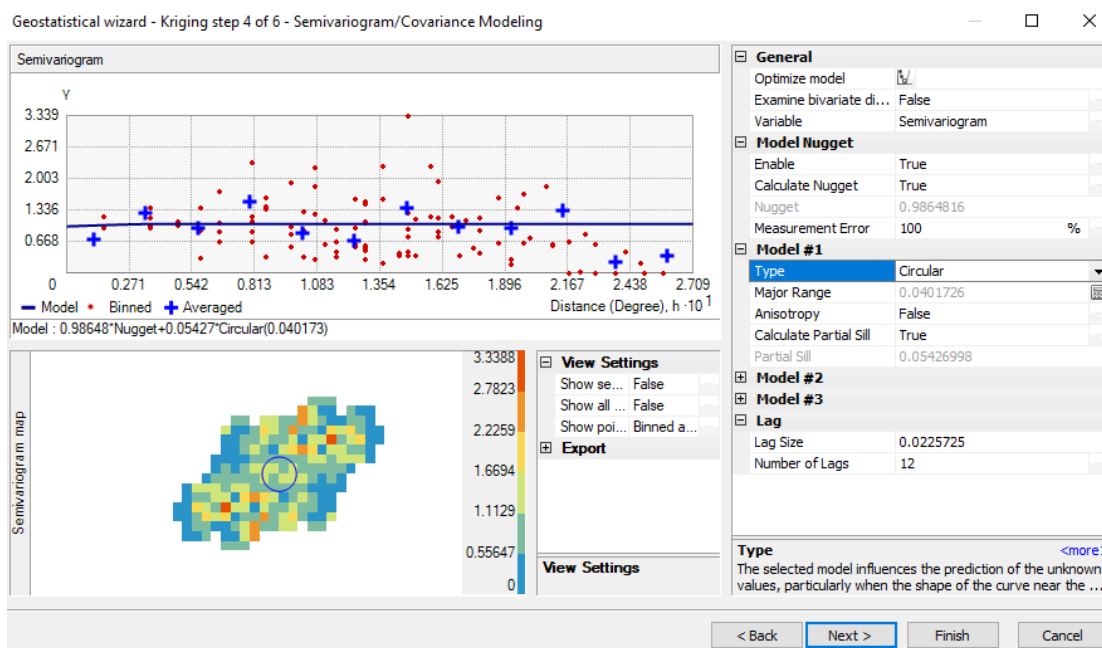 Geostatistical wizard - Kriging step 4 of 6 - Semivariogram/Covariance Modeling
Semivariogram
γ
3.339
2.671
2.003
1.336
0.668
0 0.271 0.542 0.813 1.083 1.354 1.625 1.896 2.167 2.438 2.709
Model Binned Averaged Distance (Degree), h ·10 1
Model : 0.98648*Nugget+0.05427*Circular(0.040173)
Semivariogram map
3.3388
2.7823
2.2259
1.6694
1.1129
0.55647
0
View Settings
Show se... False
Show all ... False
Show poi... Binned a...
Export
View Settings
General
Optimize model
Examine bivariate di... False
Variable Semivariogram
Model Nugget
Enable True
Calculate Nugget True
Nugget 0.9864816
Measurement Error 100 %
Model #1
Type Circular
Major Range 0.0401726
Anisotropy False
Calculate Partial Sill True
Partial Sill 0.05426998
Model #2
Model #3
Lag
Lag Size 0.0225725
Number of Lags 12
Type <more>
The selected model influences the prediction of the unknown
values, particularly when the shape of the curve near the ...
< Back Next > Finish Cancel